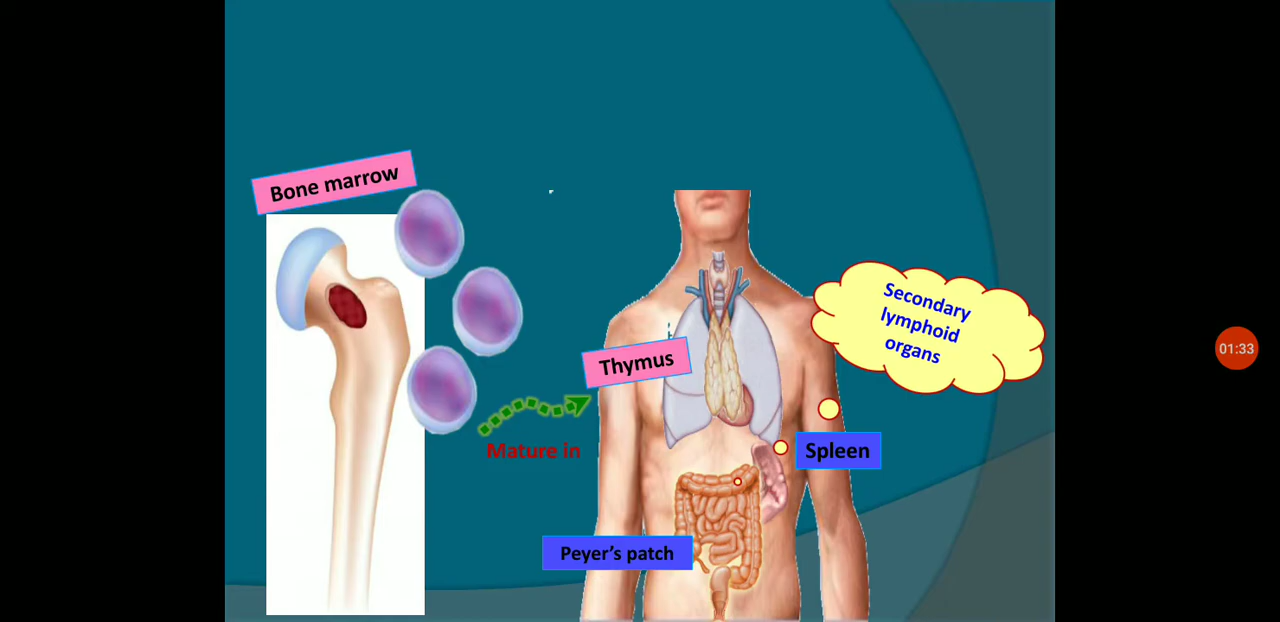 Bone marrow
Secondary
lymphoid
organs
Thymus
01:33
Mature in
Spleen
Peyer's patch